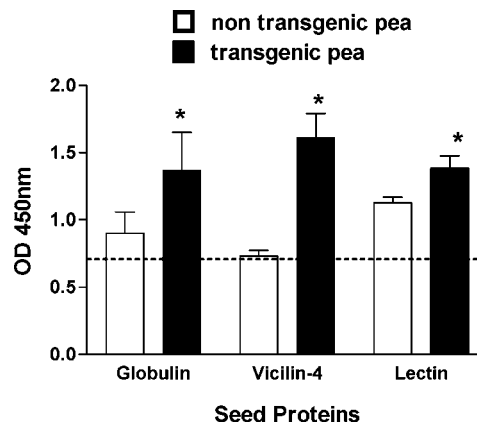 non transgenic pea
transgenic pea
2.0
1.5
1.0
0.5
0.0
OD 450nm
* * *
Globulin Vicilin-4 Lectin
Seed Proteins